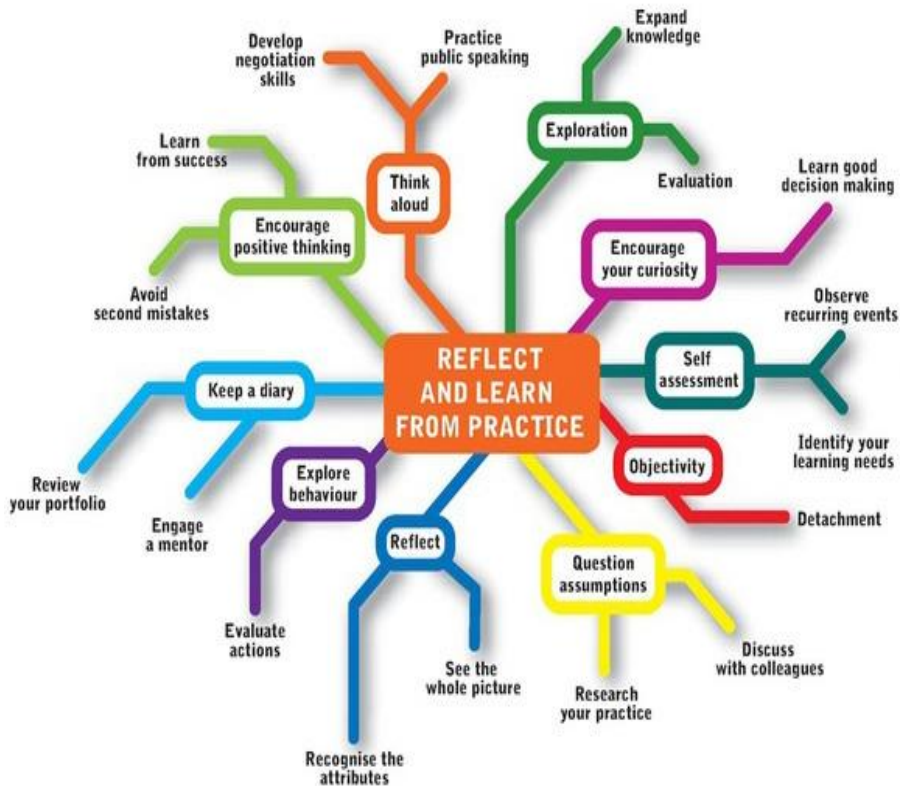 Develop
negotiation
skills
Practice
public speaking
Expand
knowledge
Learn
from success
Think
aloud
Exploration
Evaluation
Learn good
decision making
Encourage
positive thinking
Encourage
your curiosity
Avoid
second mistakes
Observe
recurring events
REFLECT
AND LEARN
FROM PRACTICE
Self
assessment
Keep a diary
Identify your
learning needs
Objectivity
Review
your portfolio
Explore
behaviour
Engage
a mentor
Detachment
Reflect
Question
assumptions
Evaluate
actions
See the
whole picture
Discuss
with colleagues
Research
your practice
Recognise the
attributes